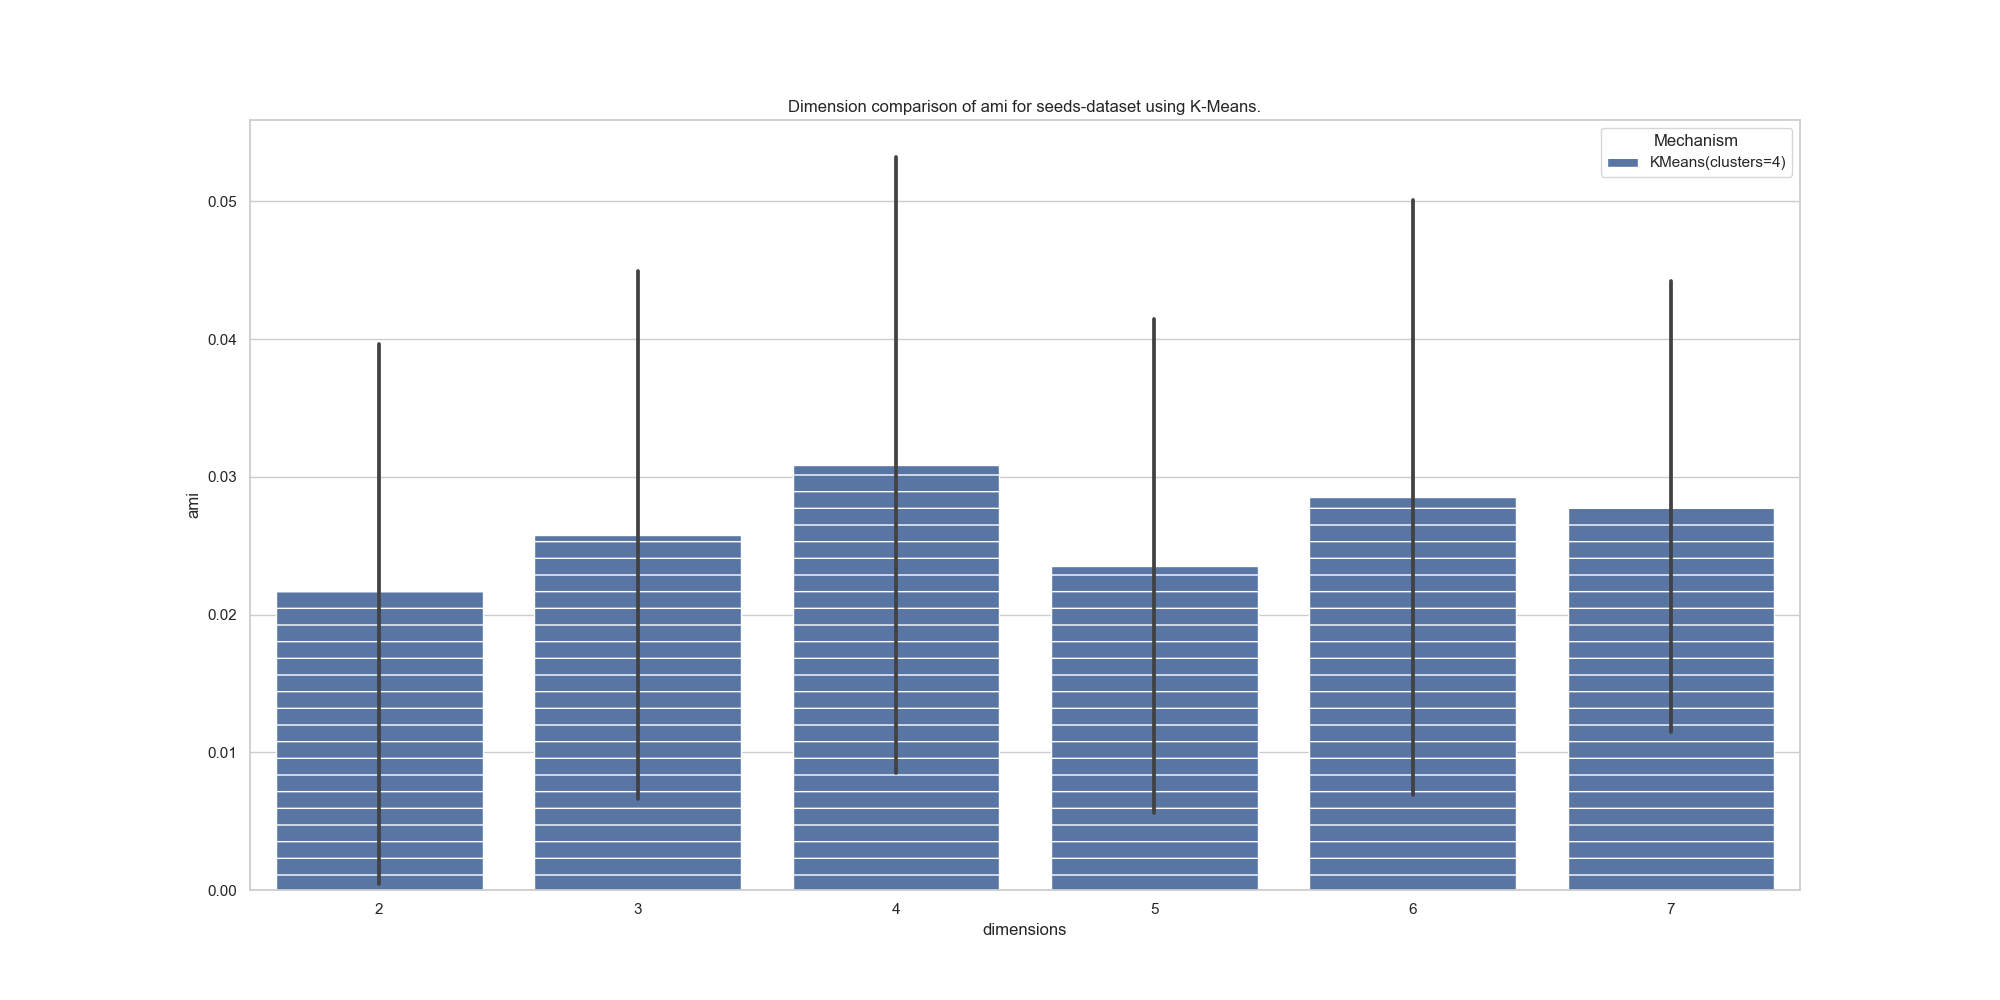 Dimension comparison of ami for seeds-dataset using K-Means.
Mechanism
KMeans(clusters=4)
0.05
0.04
0.03
0.02
0.01
0.00
ami
2 3 4 5 6 7
dimensions